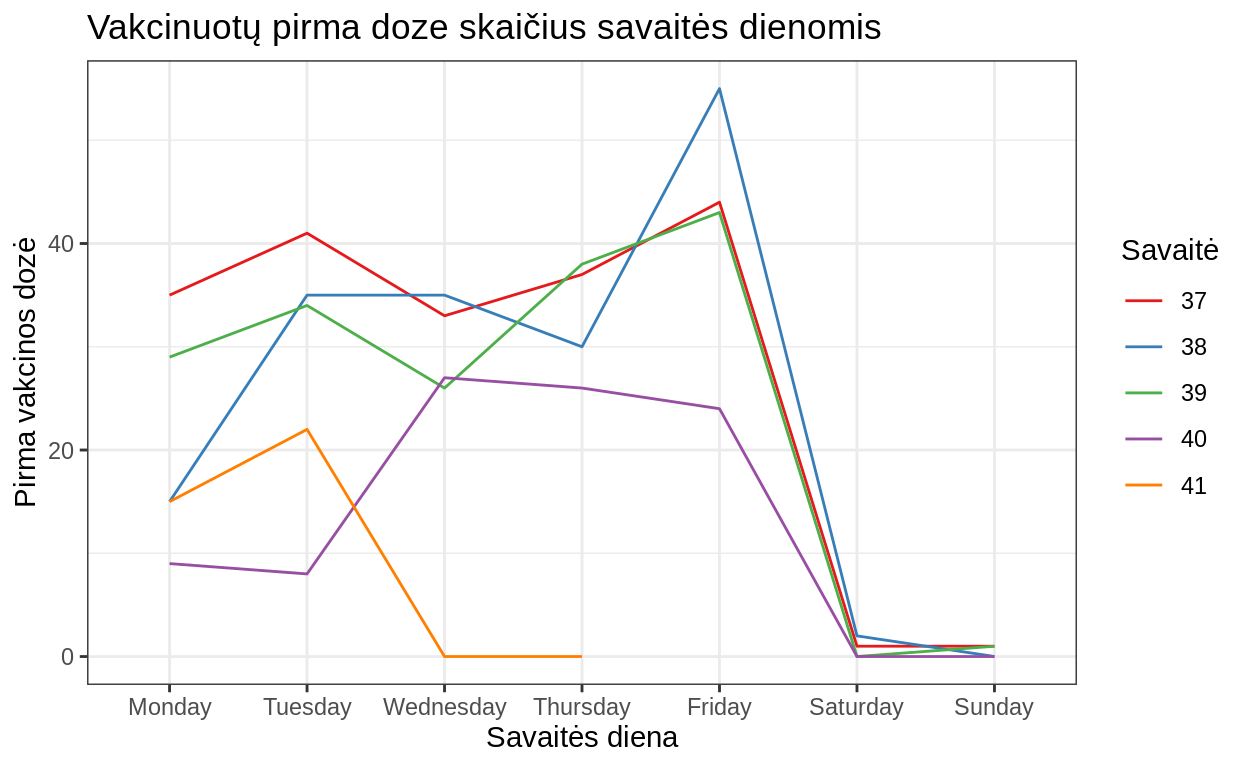 Vakcinuotų pirma doze skaičius savaitės dienomis
Pirma vakcinos dozė
40
20
0
Monday Tuesday Wednesday Thursday Friday Saturday Sunday
Savaitės diena
Savaitė
37
38
39
40
41